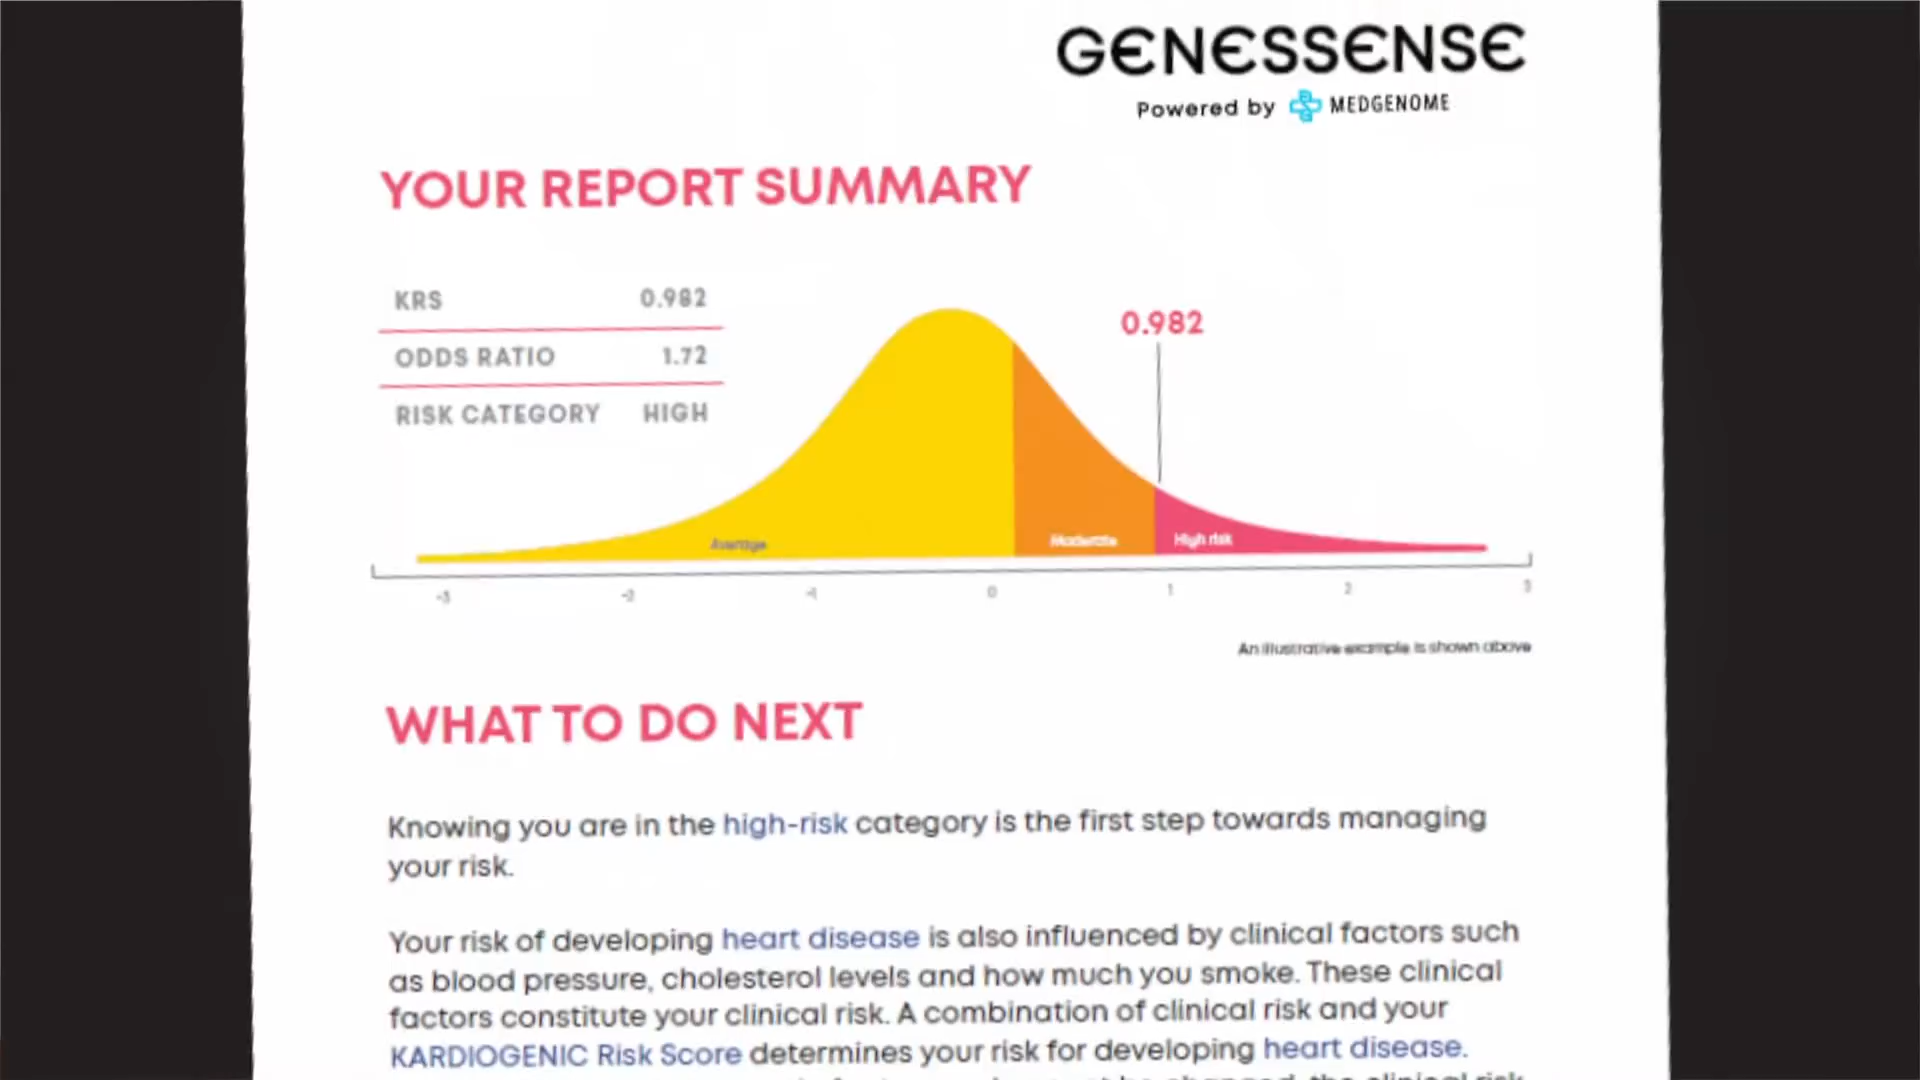 GENESSENSE
Powered by MEDGENOME
YOUR REPORT SUMMARY
KRS 0.982
ODDS RATIO 1.72
RISK CATEGORY HIGH
0.982
Average
Moderate
High risk
-3 -2 -1 0 1 2 3
An illustrative example is shown above
WHAT TO DO NEXT
Knowing you are in the high-risk category is the first step towards managing
your risk.
Your risk of developing heart disease is also influenced by clinical factors such
as blood pressure, cholesterol levels and how much you smoke. These clinical
factors constitute your clinical risk. A combination of clinical risk and your
KARDIOGENIC Risk Score determines your risk for developing heart disease.